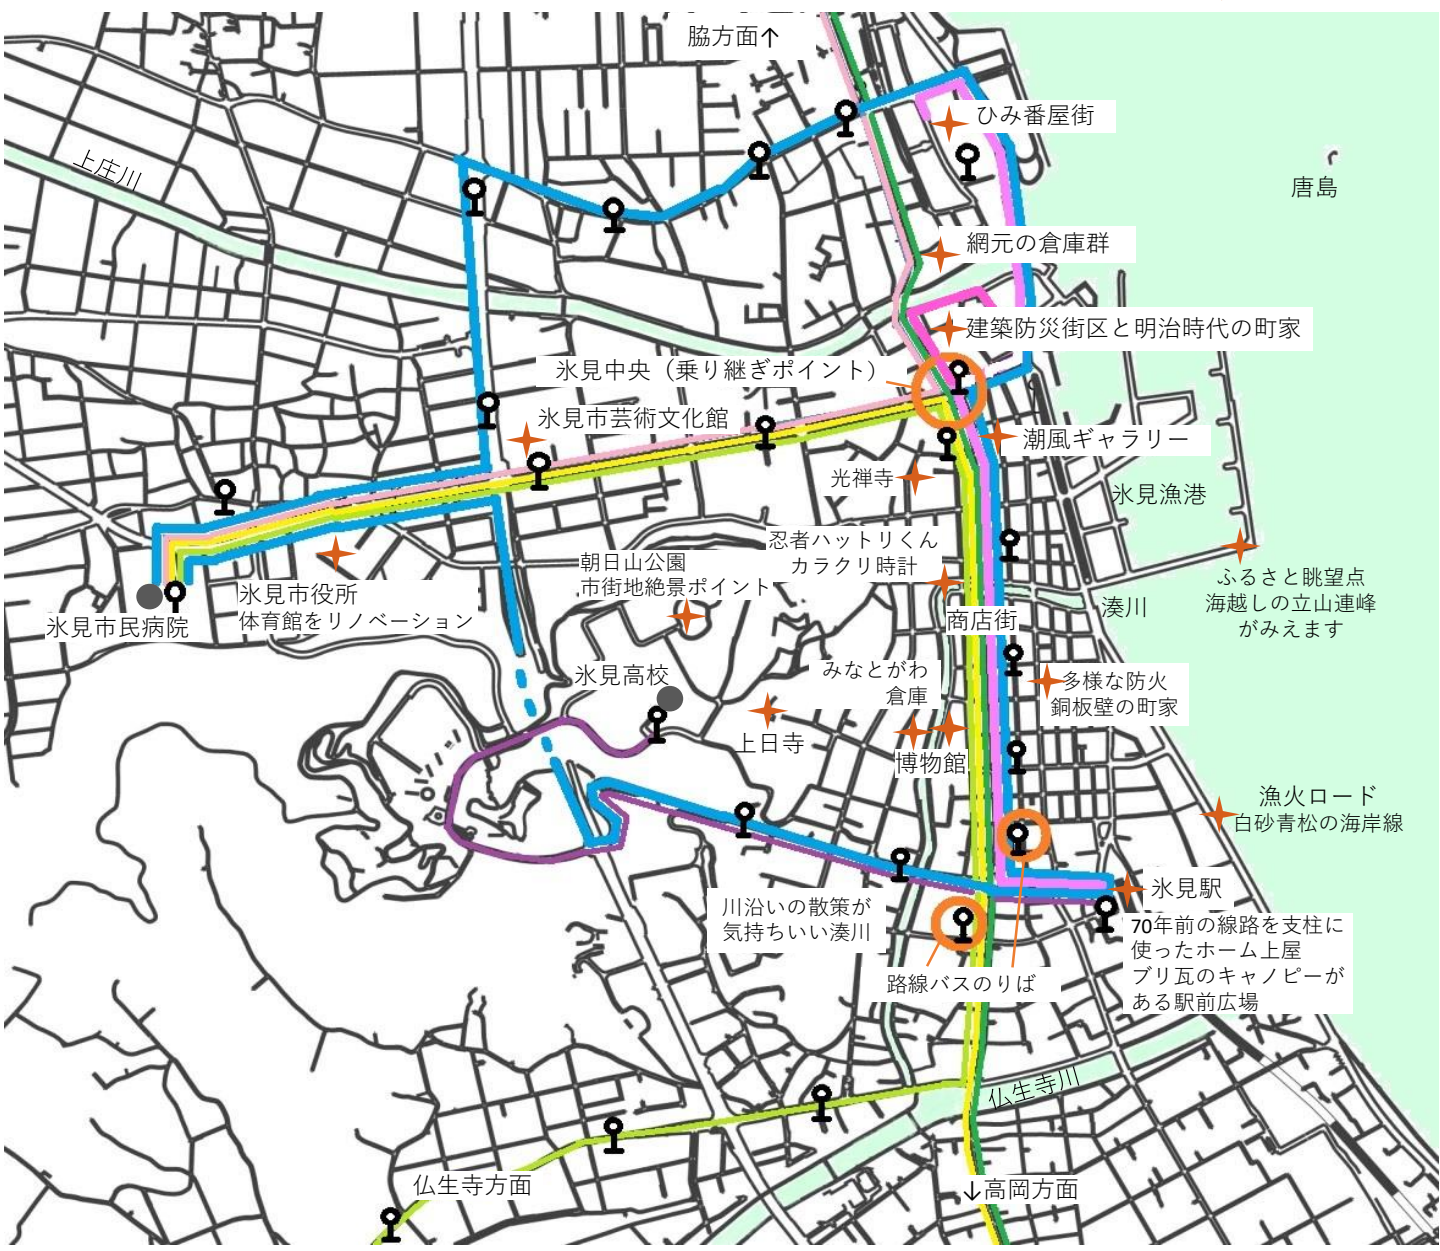 脇方面↑
ひみ番屋街
上庄川
唐島
網元の倉庫群
建築防災街区と明治時代の町家
氷見中央（乗り継ぎポイント）
氷見市芸術文化館
潮風ギャラリー
光禅寺
氷見漁港
忍者ハットリくん
カラクリ時計
朝日山公園
市街地絶景ポイント
ふるさと眺望点
海越しの立山連峰
がみえます
氷見市役所
体育館をリノベーション
氷見市民病院
商店街
湊川
みなとがわ
倉庫
多様な防火
銅板壁の町家
氷見高校
上日寺
博物館
漁火ロード
白砂青松の海岸線
氷見駅
70年前の線路を支柱に
使ったホーム上屋
ブリ瓦のキャノピーが
ある駅前広場
川沿いの散策が
気持ちいい湊川
路線バスのりば
仏生寺川
仏生寺方面
↓高岡方面